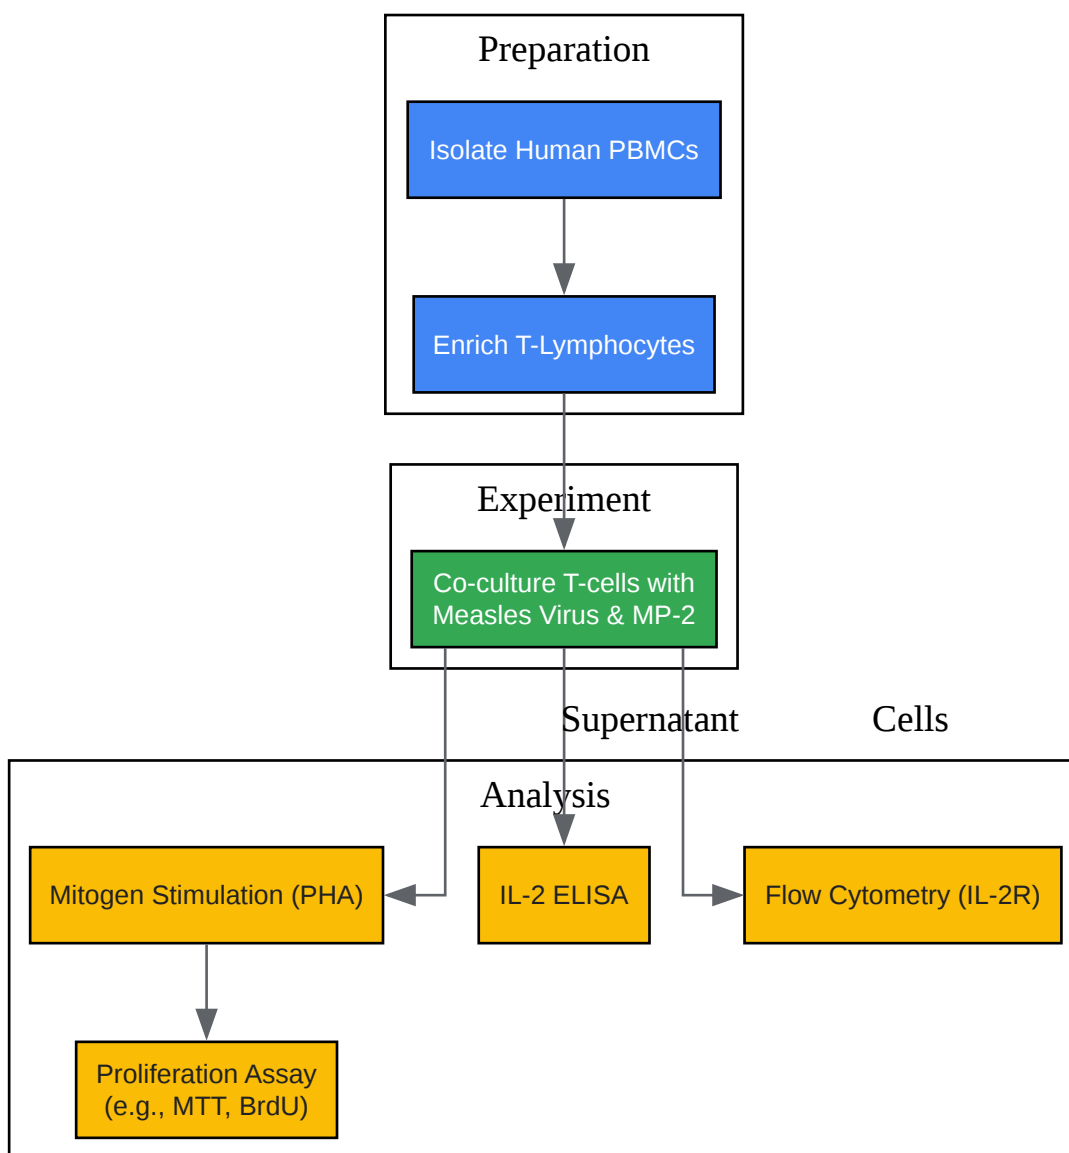 Preparation
Isolate Human PBMCs
Enrich T-Lymphocytes
Experiment
Co-culture T-cells with
Measles Virus & MP-2
Supernatant
Cells
Analysis
Mitogen Stimulation (PHA)
IL-2 ELISA
Flow Cytometry (IL-2R)
Proliferation Assay
(e.g., MTT, BrdU)